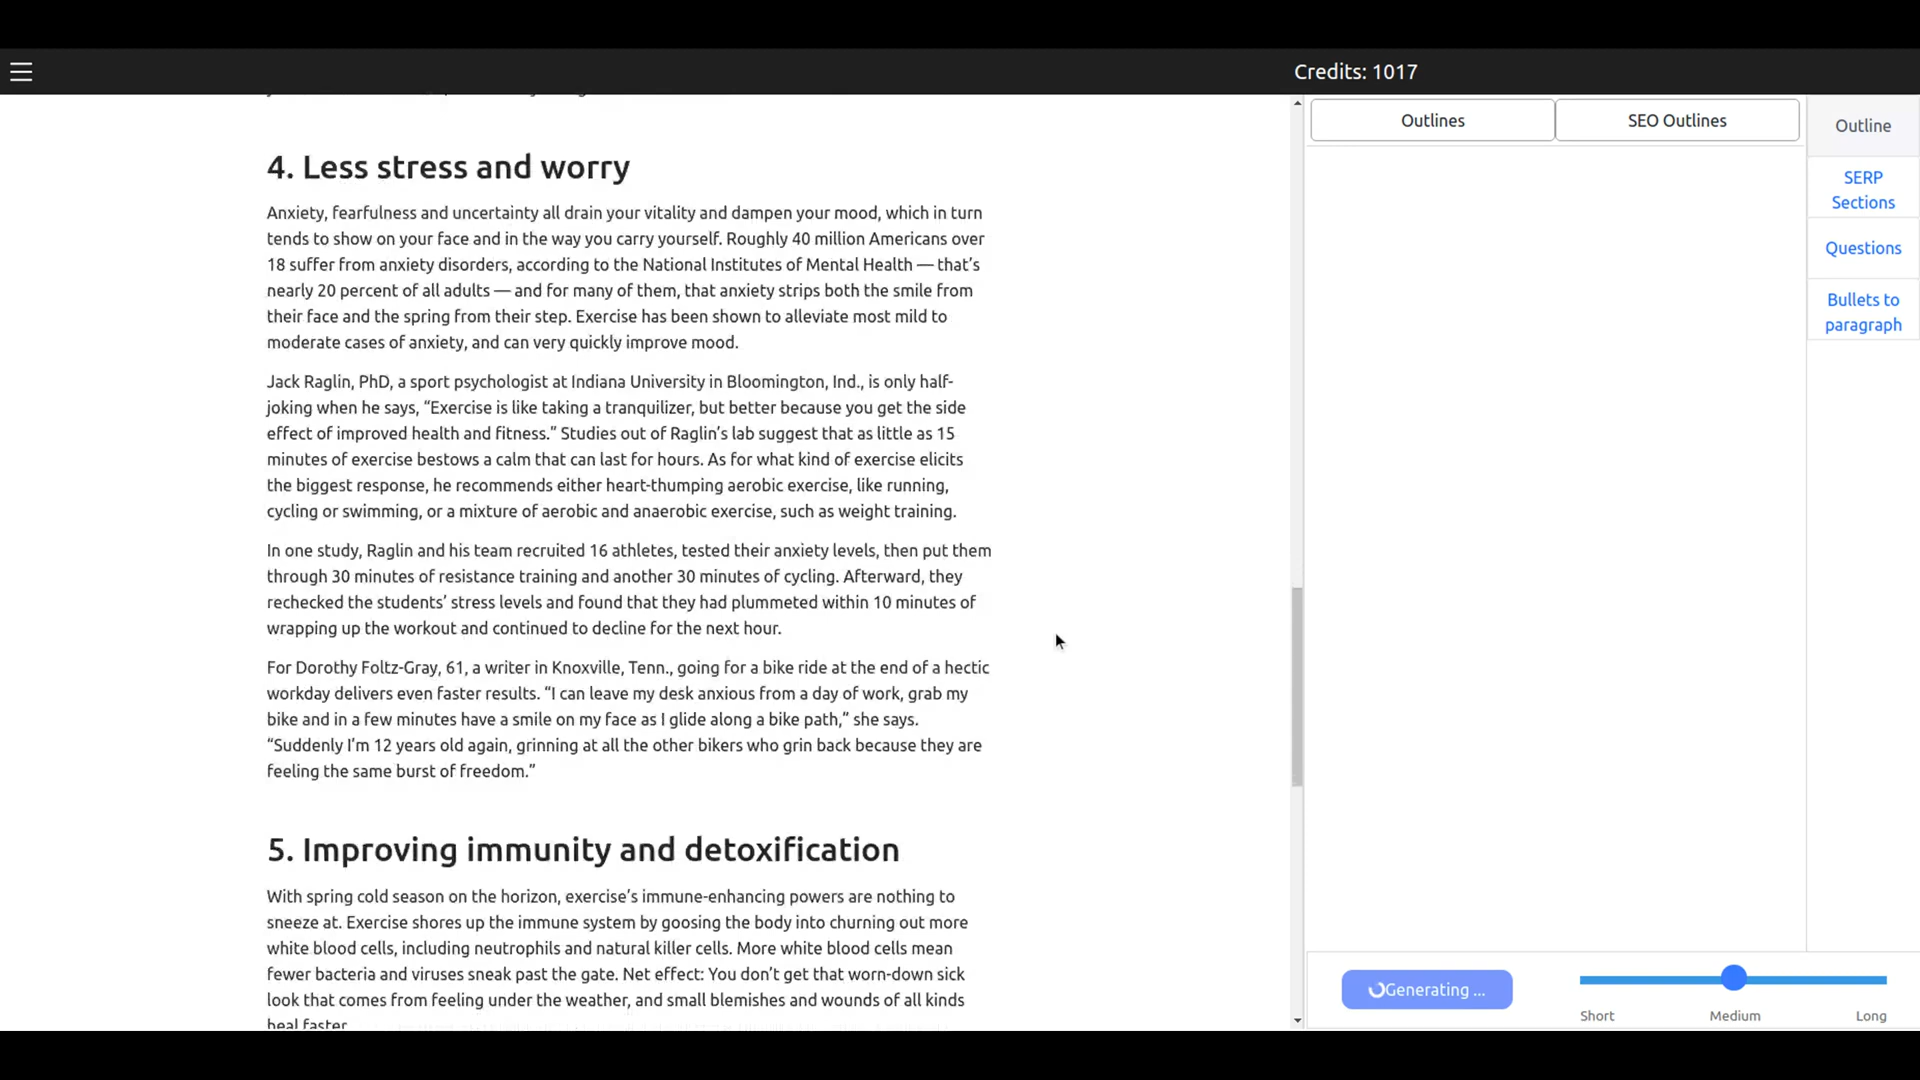 Credits: 1017
4. Less stress and worry
Anxiety, fearfulness and uncertainty all drain your vitality and dampen your mood, which in turn
tends to show on your face and in the way you carry yourself. Roughly 40 million Americans over
18 suffer from anxiety disorders, according to the National Institutes of Mental Health — that’s
nearly 20 percent of all adults — and for many of them, that anxiety strips both the smile from
their face and the spring from their step. Exercise has been shown to alleviate most mild to
moderate cases of anxiety, and can very quickly improve mood.
Jack Raglin, PhD, a sport psychologist at Indiana University in Bloomington, Ind., is only half-
joking when he says, “Exercise is like taking a tranquilizer, but better because you get the side
effect of improved health and fitness.” Studies out of Raglin’s lab suggest that as little as 15
minutes of exercise bestows a calm that can last for hours. As for what kind of exercise elicits
the biggest response, he recommends either heart-thumping aerobic exercise, like running,
cycling or swimming, or a mixture of aerobic and anaerobic exercise, such as weight training.
In one study, Raglin and his team recruited 16 athletes, tested their anxiety levels, then put them
through 30 minutes of resistance training and another 30 minutes of cycling. Afterward, they
rechecked the students’ stress levels and found that they had plummeted within 10 minutes of
wrapping up the workout and continued to decline for the next hour.
For Dorothy Foltz-Gray, 61, a writer in Knoxville, Tenn., going for a bike ride at the end of a hectic
workday delivers even faster results. “I can leave my desk anxious from a day of work, grab my
bike and in a few minutes have a smile on my face as I glide along a bike path,” she says.
“Suddenly I’m 12 years old again, grinning at all the other bikers who grin back because they are
feeling the same burst of freedom.”
5. Improving immunity and detoxification
With spring cold season on the horizon, exercise’s immune-enhancing powers are nothing to
sneeze at. Exercise shores up the immune system by goosing the body into churning out more
white blood cells, including neutrophils and natural killer cells. More white blood cells mean
fewer bacteria and viruses sneak past the gate. Net effect: You don’t get that worn-down sick
look that comes from feeling under the weather, and small blemishes and wounds of all kinds
heal faster.
Outlines
SEO Outlines
Outline
SERP
Sections
Questions
Bullets to
paragraph
Generating ...
Short
Medium
Long